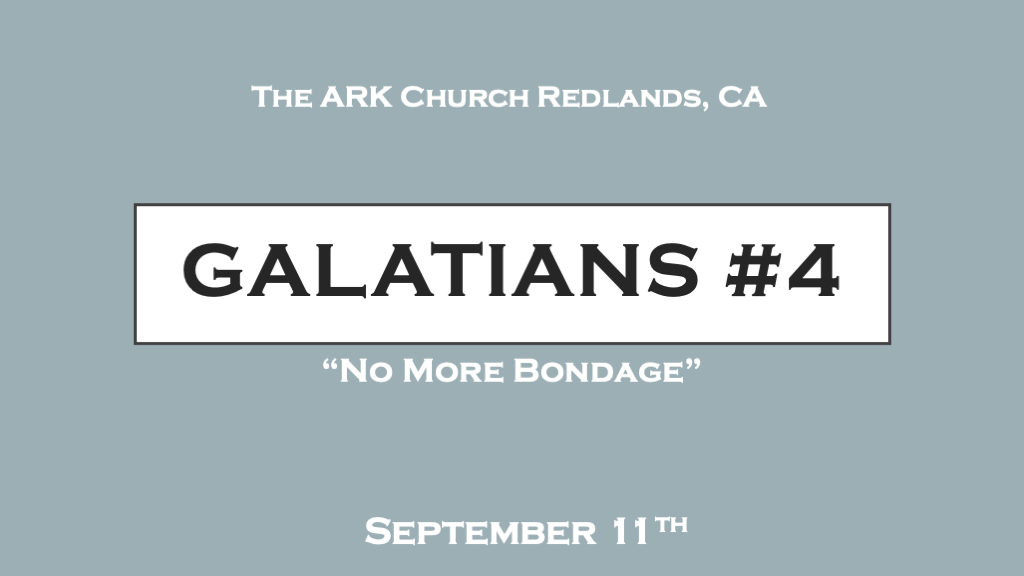 The ARK Church Redlands, CA
GALATIANS #4
“No More Bondage”
September 11TH